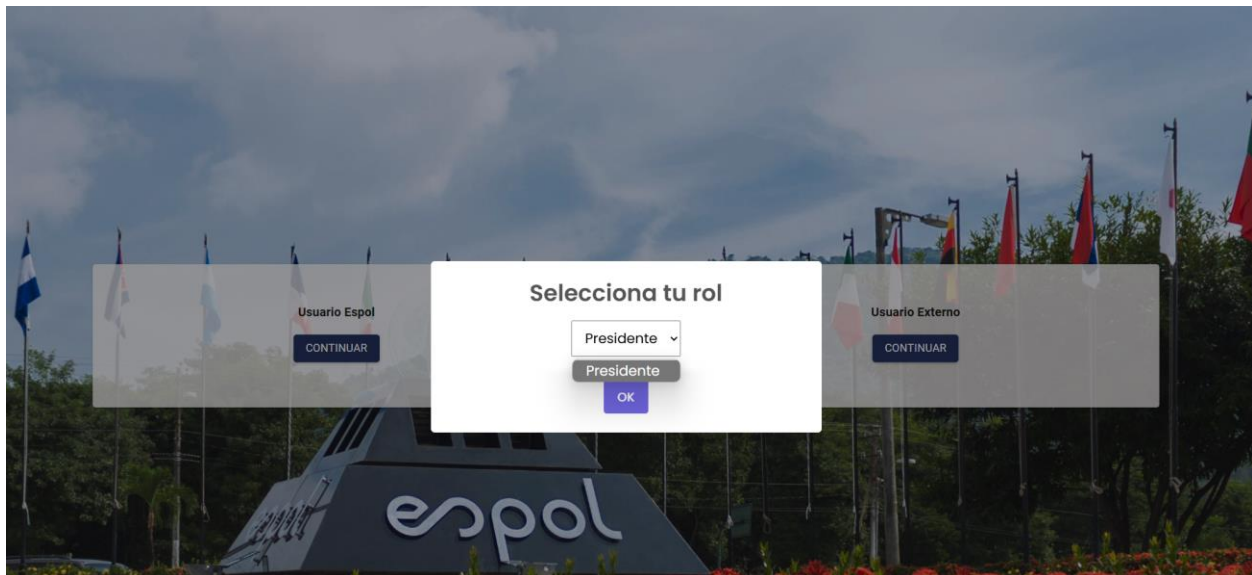 Selecciona tu rol
Usuario Espol
Presidente
Usuario Externo
CONTINUAR
Presidente
CONTINUAR
OK
espol